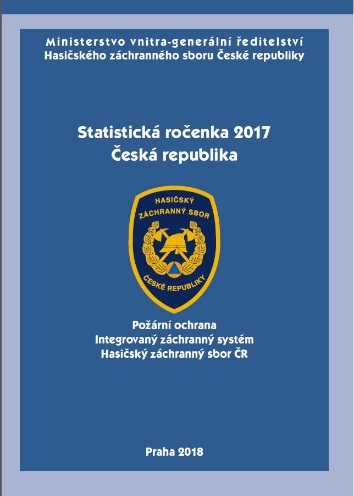 Ministerstvo vnitra-generální ředitelství
Hasičského záchranného sboru České republiky
Statistická ročenka 2017
Česká republika
HASIČSKÝ
ZÁCHRANNÝ SBOR
ČESKÉ REPUBLIKY
Požární ochrana
Integrovaný záchranný systém
Hasičský záchranný sbor ČR
Praha 2018